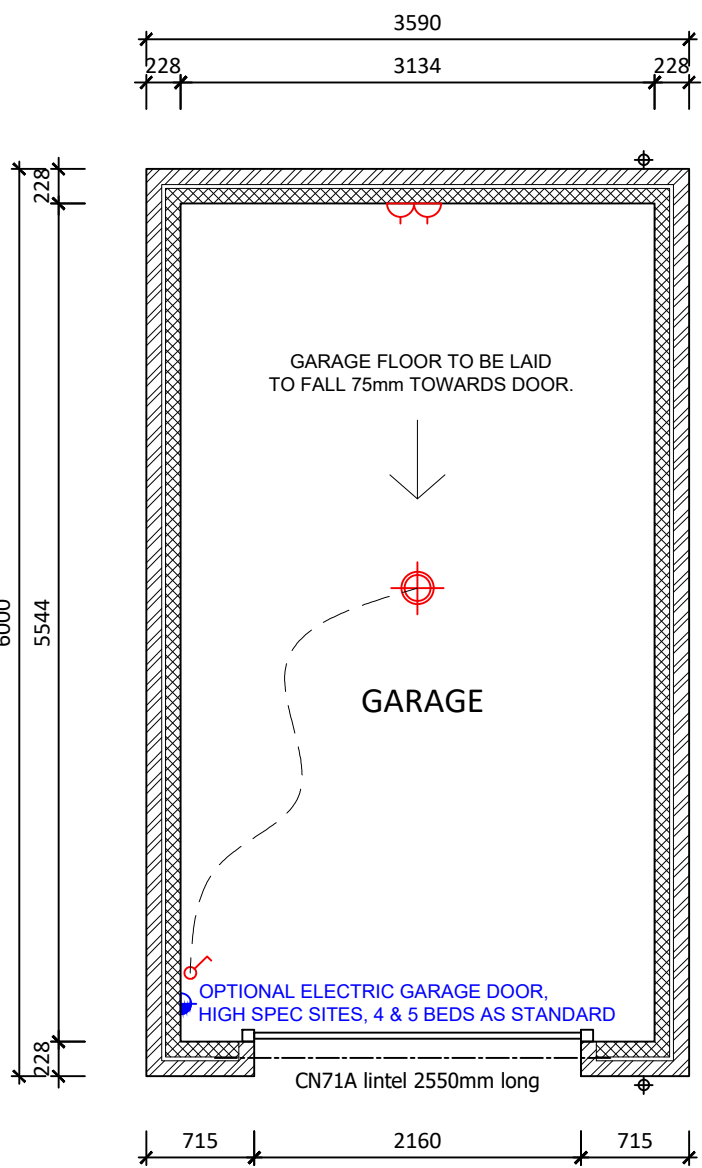 3590
228 3134 228
228
GARAGE FLOOR TO BE LAID
TO FALL 75mm TOWARDS DOOR.
6000
5544
GARAGE
OPTIONAL ELECTRIC GARAGE DOOR,
HIGH SPEC SITES, 4 & 5 BEDS AS STANDARD
228
CN71A lintel 2550mm long
715 2160 715